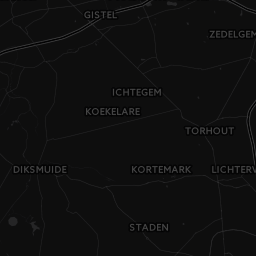 GISTEL
ZEDELGEM
ICHTEGEM
KOEKELARE
TORHOUT
DIKSMUIDE
KORTEMARK
LICHTERV
STADEN